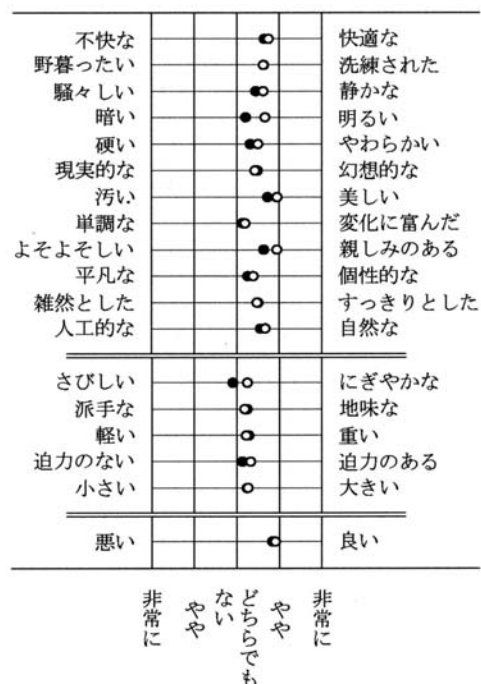 不快な 快適な
野暮ったい 洗練された
騒々しい 静かな
暗い 明るい
硬い やわらかい
現実的な 幻想的な
汚い 美しい
単調な 変化に富んだ
よそよそしい 親しみのある
平凡な 個性的な
雑然とした すっきりとした
人工的な 自然な
さびしい にぎやかな
派手な 地味な
軽い 重い
迫力のない 迫力のある
小さい 大きい
悪い 良い
非常に
やや
どちらでも
ない
やや
非常に